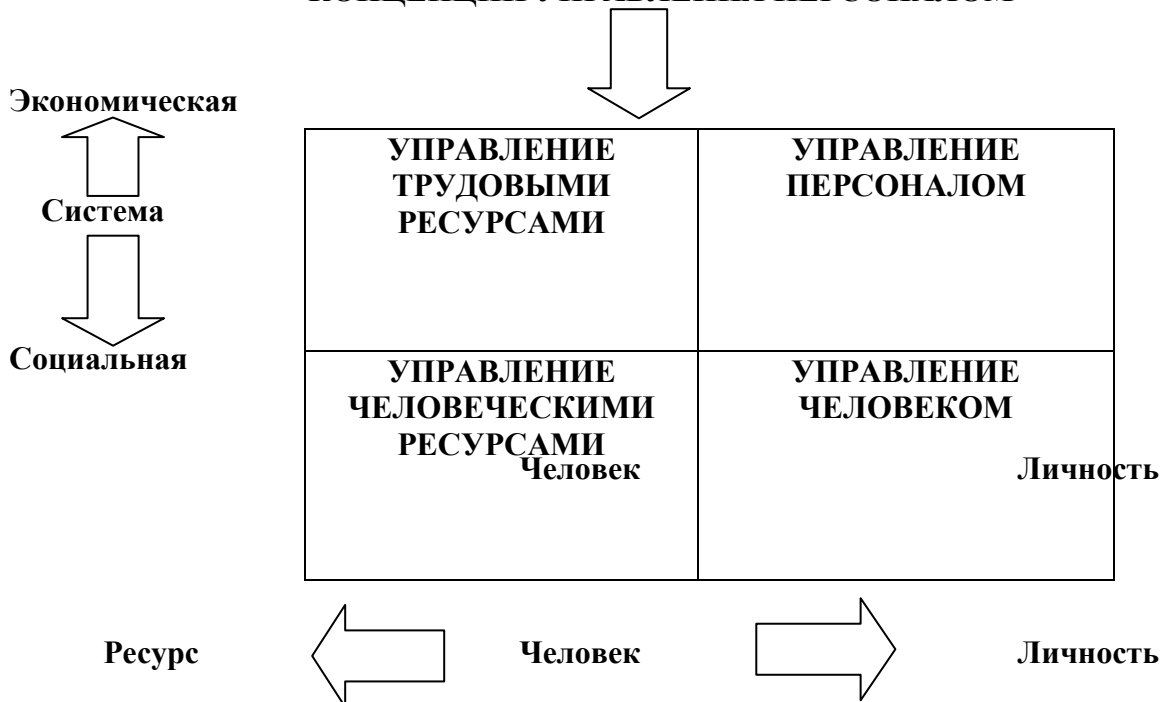 Экономическая
Система
Социальная
УПРАВЛЕНИЕ
ТРУДОВЫМИ
РЕСУРСАМИ
УПРАВЛЕНИЕ
ПЕРСОНАЛОМ
УПРАВЛЕНИЕ
ЧЕЛОВЕЧЕСКИМИ
РЕСУРСАМИ
УПРАВЛЕНИЕ
ЧЕЛОВЕКОМ
Человек
Личность
Ресурс
Человек
Личность